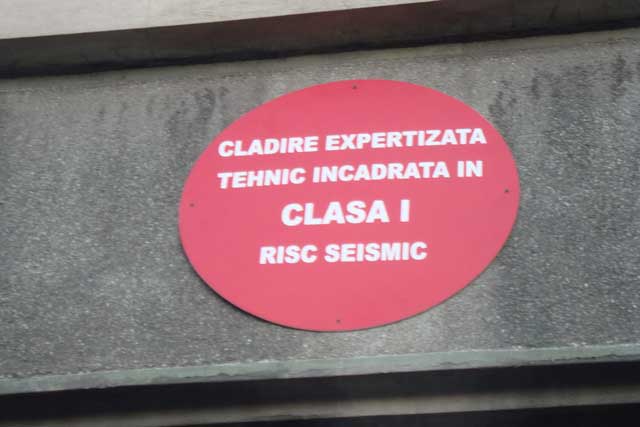 CLADIRE EXPERTIZATA
TEHNIC INCADRATA IN
CLASA I
RISC SEISMIC